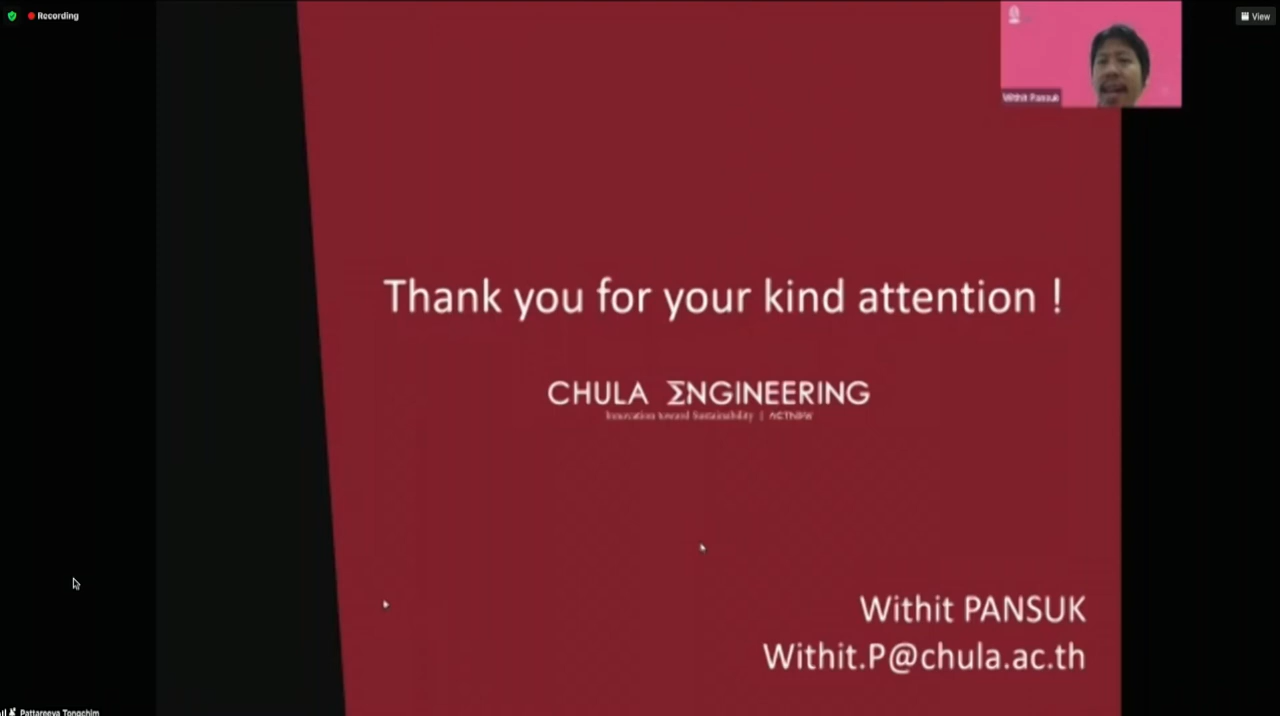 Recording
View
Withit Pansuk
Thank you for your kind attention !
CHULA ΣNGINEERING
Innovation toward Sustainability | ACTNOW
Withit PANSUK
Withit.P@chula.ac.th
Pattareeya Tongchim